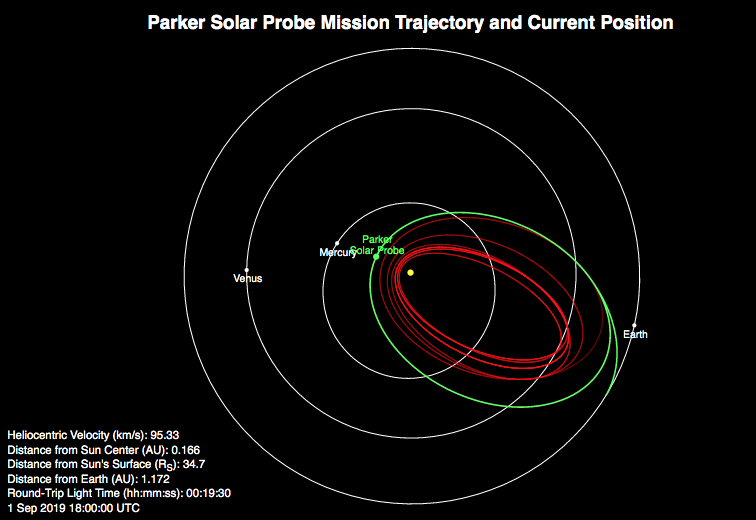 Parker Solar Probe Mission Trajectory and Current Position
Parker
Solar Probe
Mercury
Venus
Earth
Heliocentric Velocity (km/s): 95.33
Distance from Sun Center (AU): 0.166
Distance from Sun's Surface (RS): 34.7
Distance from Earth (AU): 1.172
Round-Trip Light Time (hh:mm:ss): 00:19:30
1 Sep 2019 18:00:00 UTC